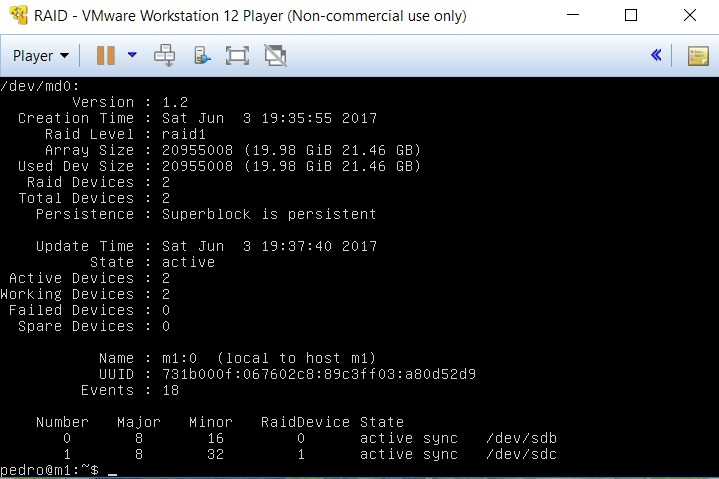 RAID - VMware Workstation 12 Player (Non-commercial use only)
Player
/dev/md0:
Version : 1.2
Creation Time : Sat Jun  3 19:35:55 2017
Raid Level : raid1
Array Size : 20955008 (19.98 GiB 21.46 GB)
Used Dev Size : 20955008 (19.98 GiB 21.46 GB)
Raid Devices : 2
Total Devices : 2
Persistence : Superblock is persistent
Update Time : Sat Jun  3 19:37:40 2017
State : active
Active Devices : 2
Working Devices : 2
Failed Devices : 0
Spare Devices : 0
Name : m1:0  (local to host m1)
UUID : 731b000f:067602c8:89c3ff03:a80d52d9
Events : 18
Number   Major   Minor   RaidDevice State
0       8       16        0      active sync   /dev/sdb
1       8       32        1      active sync   /dev/sdc
pedro@m1:~$ _